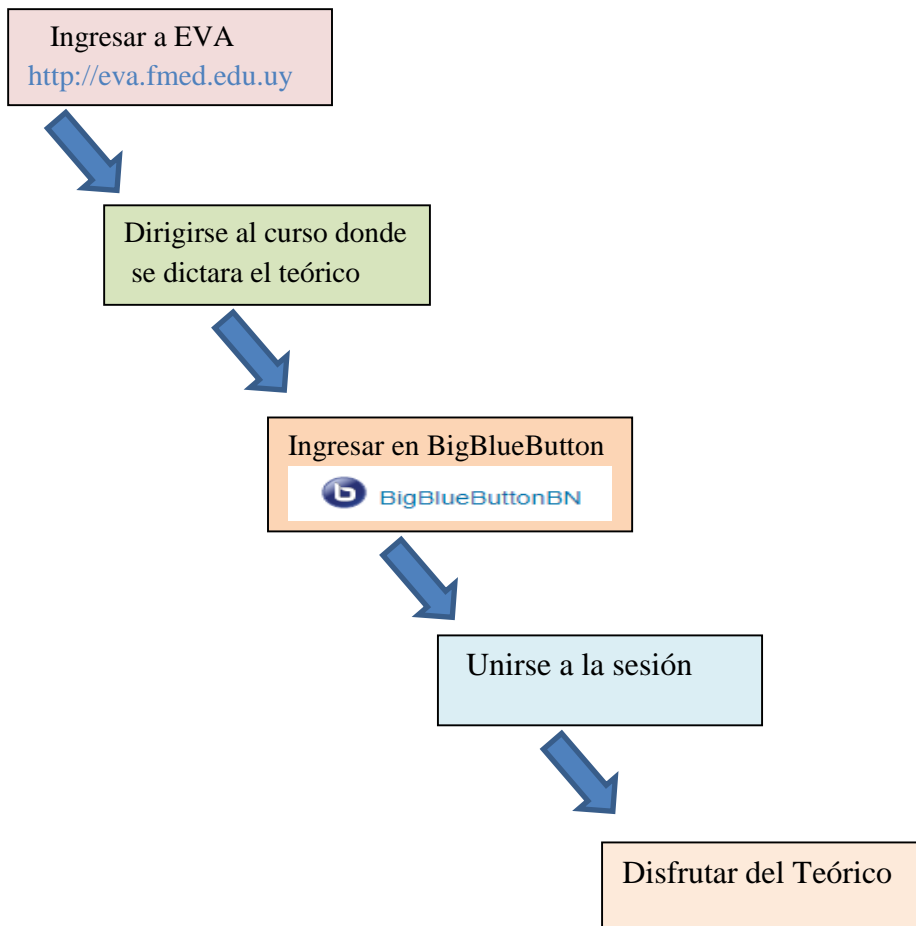 Ingresar a EVA
http://eva.fmed.edu.uy
Dirigirse al curso donde
se dictara el teórico
Ingresar en BigBlueButton
b BigBlueButtonBN
Unirse a la sesión
Disfrutar del Teórico